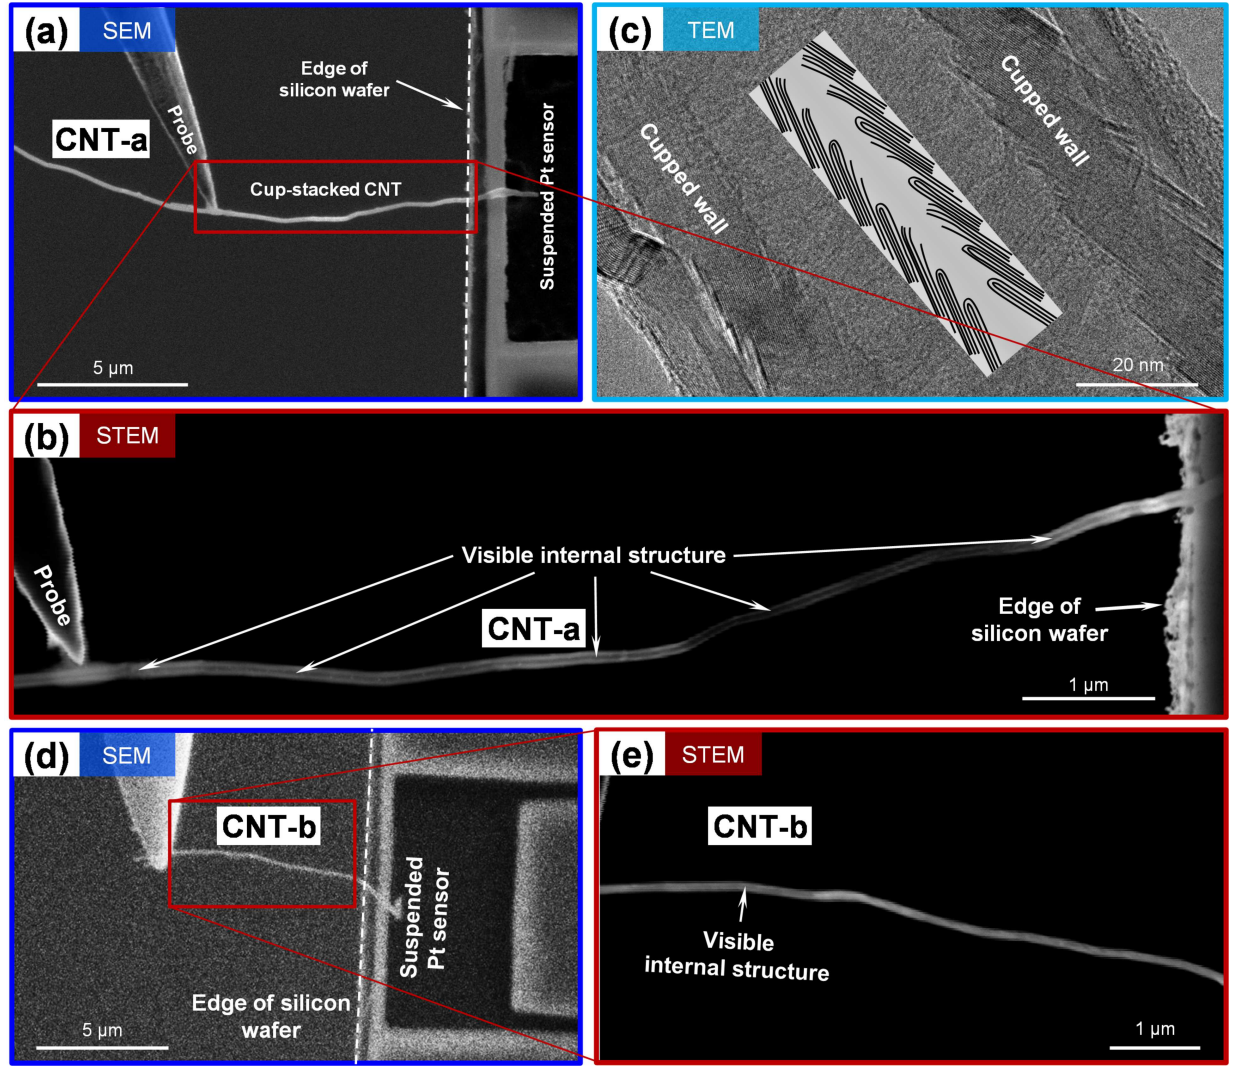 (a) SEM
Edge of
silicon wafer
Probe
CNT-a
Cup-stacked CNT
Suspended Pt sensor
5 µm
(c) TEM
Cupped wall
Cupped wall
20 nm
(b) STEM
Probe
Visible internal structure
CNT-a
Edge of
silicon wafer
1 µm
(d) SEM
CNT-b
Suspended
Pt sensor
Edge of silicon
wafer
5 µm
(e) STEM
CNT-b
Visible
internal structure
1 µm